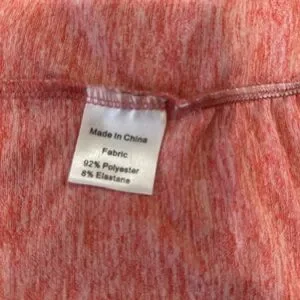 Made In China
Fabric
92% Polyester
8% Elastane